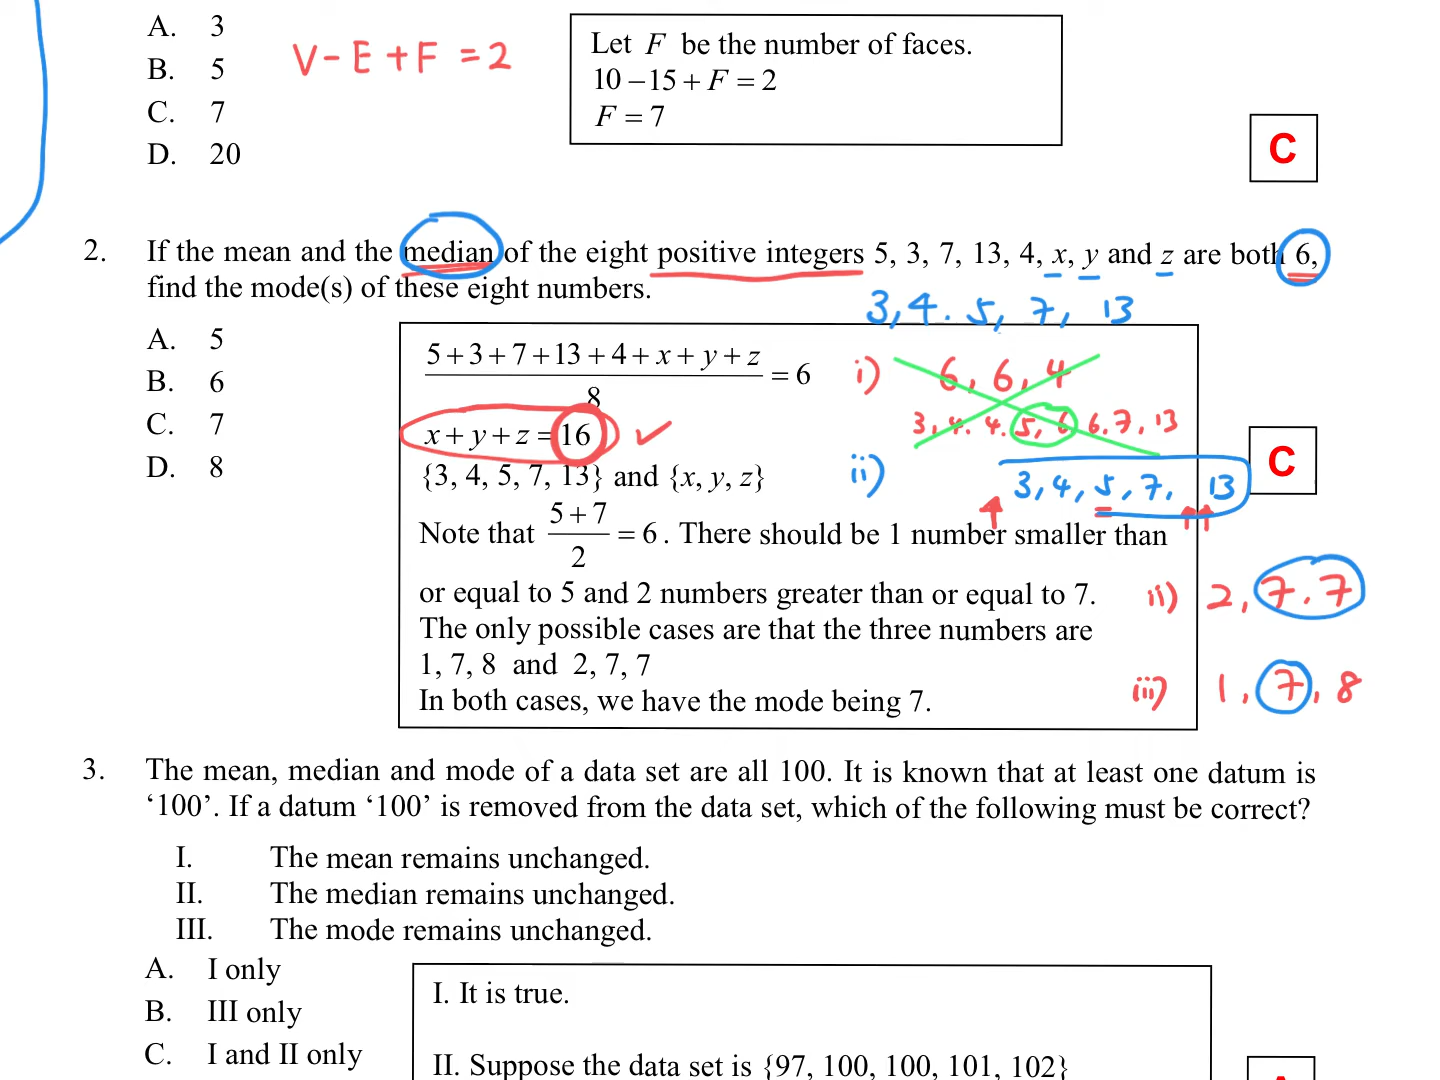 A. 3
B. 5
C. 7
D. 20
V-E+F=2
Let F be the number of faces.
10-15+F=2
F=7
C
2. If the mean and the median of the eight positive integers 5, 3, 7, 13, 4, x, y and z are both 6,
find the mode(s) of these eight numbers.
3, 4. 5, 7, 13
A. 5
B. 6
C. 7
D. 8
5+3+7+13+4+x+y+z
8
=6
x+y+z=16
{3, 4, 5, 7, 13} and {x, y, z}
Note that 5+7
2
=6. There should be 1 number smaller than
or equal to 5 and 2 numbers greater than or equal to 7.
The only possible cases are that the three numbers are
1, 7, 8 and 2, 7, 7
In both cases, we have the mode being 7.
i) 6, 6, 4
3, 4. 4. 5, 6 6. 7, 13
ii) 3, 4, 5, 7, 13
C
ii) 2, 7. 7
iii) 1, 7, 8
3. The mean, median and mode of a data set are all 100. It is known that at least one datum is
‘100’. If a datum ‘100’ is removed from the data set, which of the following must be correct?
I. The mean remains unchanged.
II. The median remains unchanged.
III. The mode remains unchanged.
A. I only
B. III only
C. I and II only
I. It is true.
II. Suppose the data set is {97, 100, 100, 101, 102}